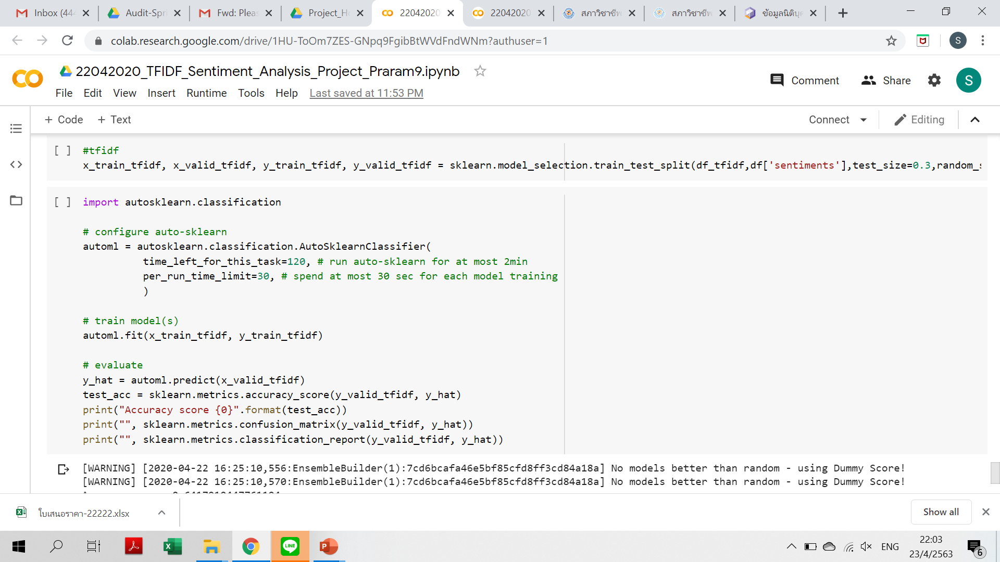 Inbox (444
Audit-Spri
Fwd: Pleas
Project_Ho
22042020
22042020
สภาวิชาชีพ
สภาวิชาชีพ
ข้อมูลนิติบุค
colab.research.google.com/drive/1HU-ToOm7ZES-GNpq9FgibBtWVdFndWNm?authuser=1
S
22042020_TFIDF_Sentiment_Analysis_Project_Praram9.ipynb
Comment
Share
S
File Edit View Insert Runtime Tools Help Last saved at 11:53 PM
+ Code + Text
Connect
Editing
[ ] #tfidf
x_train_tfidf, x_valid_tfidf, y_train_tfidf, y_valid_tfidf = sklearn.model_selection.train_test_split(df_tfidf,df['sentiments'],test_size=0.3,random_s
[ ] import autosklearn.classification
# configure auto-sklearn
automl = autosklearn.classification.AutoSklearnClassifier(
time_left_for_this_task=120, # run auto-sklearn for at most 2min
per_run_time_limit=30, # spend at most 30 sec for each model training
)
# train model(s)
automl.fit(x_train_tfidf, y_train_tfidf)
# evaluate
y_hat = automl.predict(x_valid_tfidf)
test_acc = sklearn.metrics.accuracy_score(y_valid_tfidf, y_hat)
print("Accuracy score {0}".format(test_acc))
print("", sklearn.metrics.confusion_matrix(y_valid_tfidf, y_hat))
print("", sklearn.metrics.classification_report(y_valid_tfidf, y_hat))
[WARNING] [2020-04-22 16:25:10,556:EnsembleBuilder(1):7cd6bcafa46e5bf85cfd8ff3cd84a18a] No models better than random - using Dummy Score!
[WARNING] [2020-04-22 16:25:10,570:EnsembleBuilder(1):7cd6bcafa46e5bf85cfd8ff3cd84a18a] No models better than random - using Dummy Score!
ใบเสนอราคา-22222.xlsx
Show all
LINE
ENG
22:03
23/4/2563
6